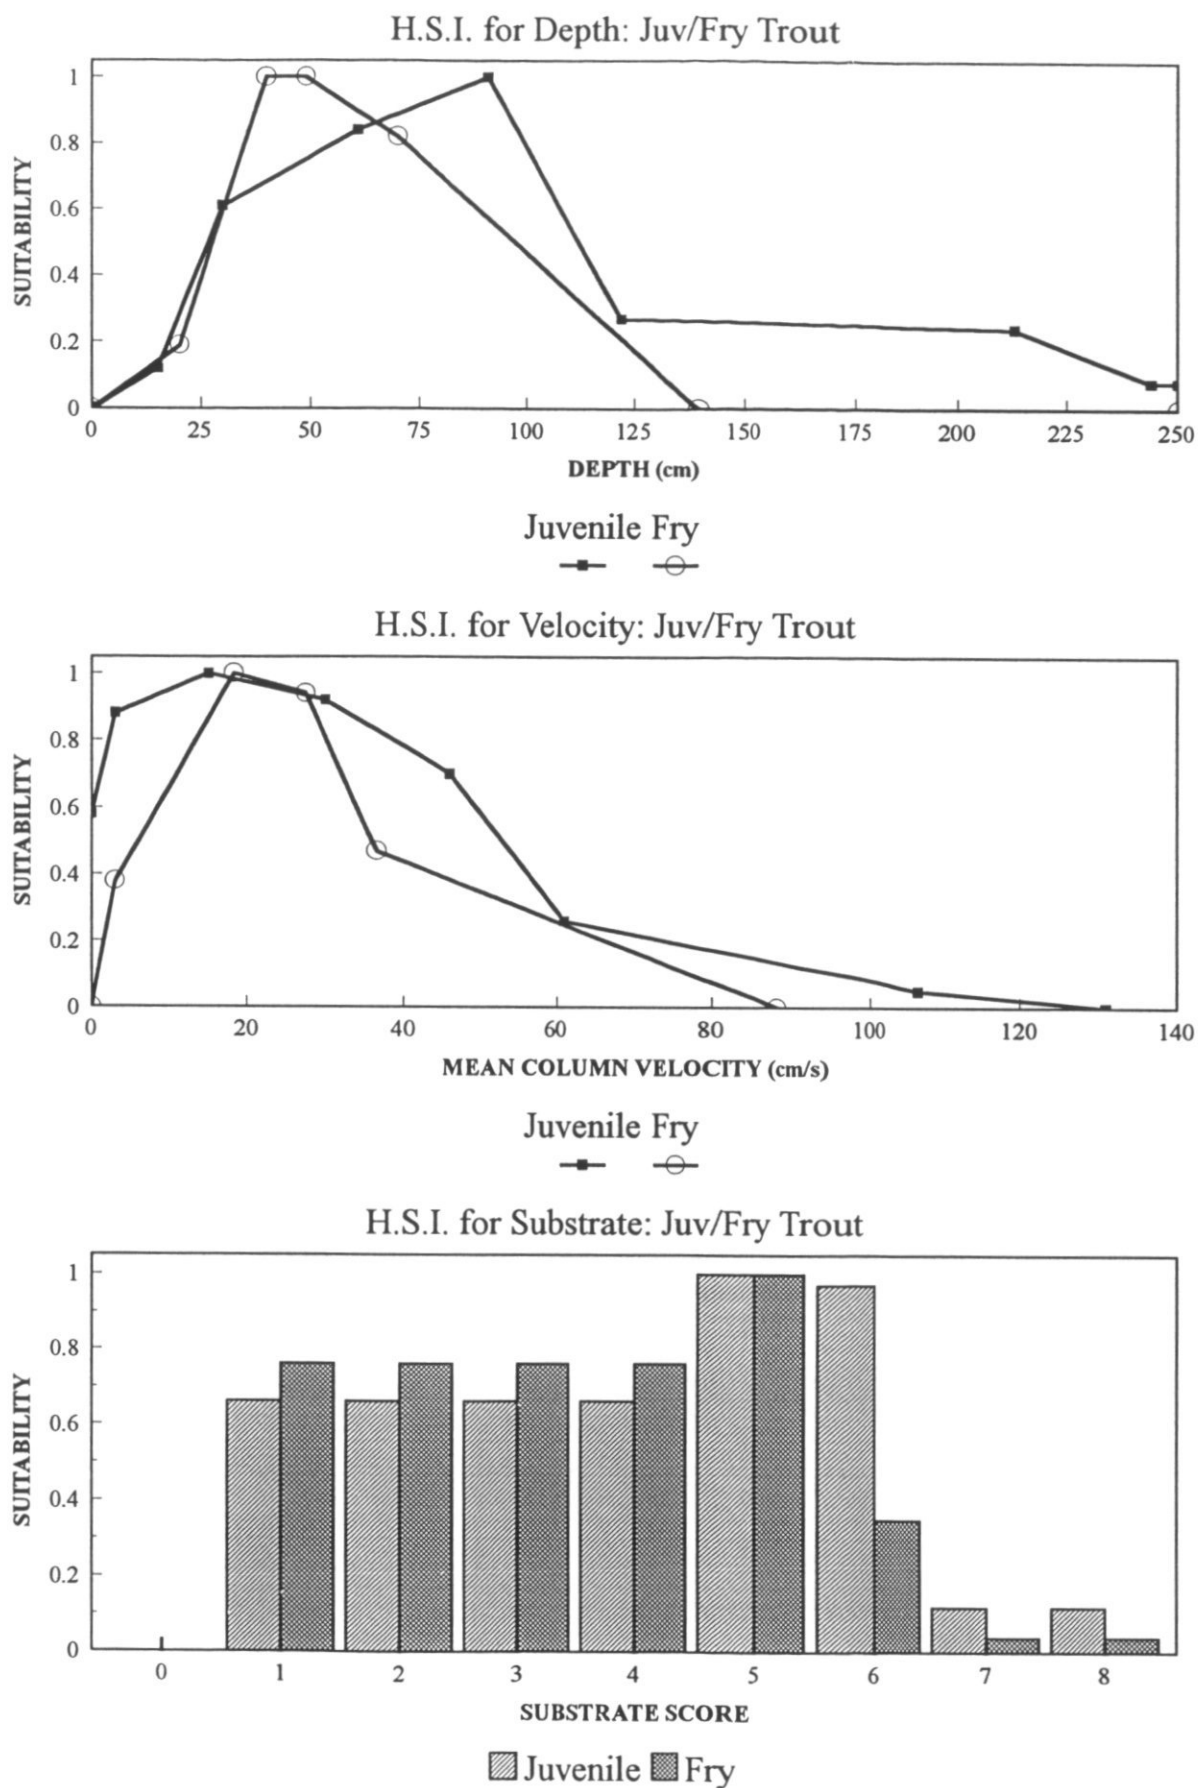 H.S.I. for Depth: Juv/Fry Trout
SUITABILITY
1
0.8
0.6
0.4
0.2
0
0 25 50 75 100 125 150 175 200 225 250
DEPTH (cm)
Juvenile Fry
H.S.I. for Velocity: Juv/Fry Trout
SUITABILITY
1
0.8
0.6
0.4
0.2
0
0 20 40 60 80 100 120 140
MEAN COLUMN VELOCITY (cm/s)
Juvenile Fry
H.S.I. for Substrate: Juv/Fry Trout
SUITABILITY
1
0.8
0.6
0.4
0.2
0
0 1 2 3 4 5 6 7 8
SUBSTRATE SCORE
Juvenile Fry